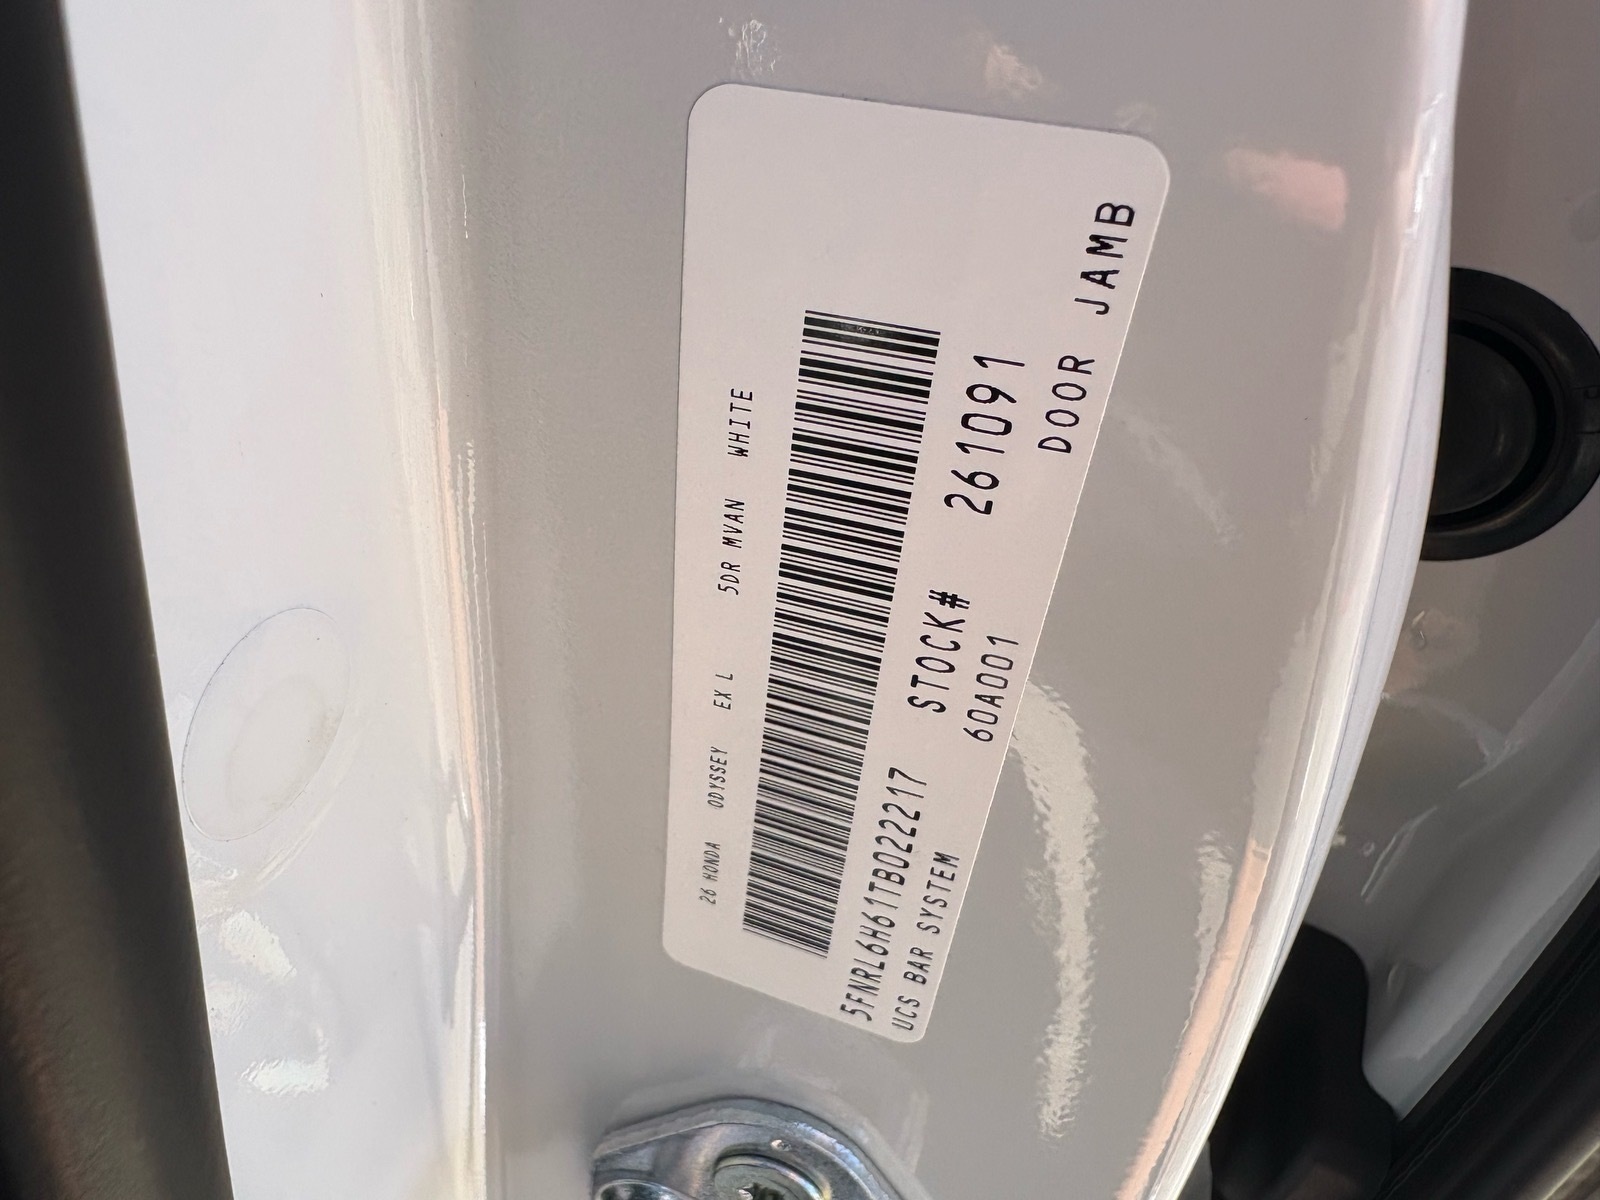 26 HONDA ODYSSEY EX L 5DR MVAN WHITE
5FNRL6H61TB022217 STOCK# 261091
UCS BAR SYSTEM 60A001 DOOR JAMB